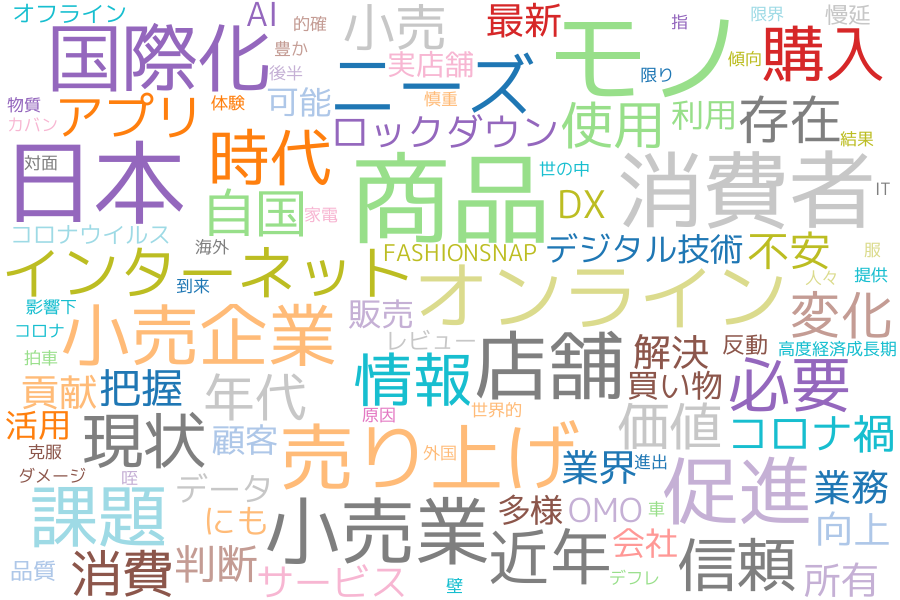 オフライン
AI
的確
小売
最新
指
限界
慢延
国際化
豊か
後半
実店舗
ニーズ
モノ
限り
傾向
購入
物質
カバン
アプリ
体験
可能
慎重
ロックダウン
使用
利用
存在
結果
日本
対面
時代
商品
世の中
消費者
IT
自国
家電
DX
コロナウイルス
海外
FASHIONSNAP
デジタル技術
不安
服
インターネット
到来
オンライン
人々
提供
影響下
コロナ
小売企業
販売
レビュー
店舗
解決
反動
変化
高度経済成長期
拍車
貢献
把握
年代
情報
買い物
必要
活用
現状
顧客
原因
世界的
価値
コロナ禍
克服
売り上げ
外国
業界
進出
ダメージ
咥
データ
促進
業務
課題
にも
小売業
多様
OMO
車
向上
品質
消費
判断
サービス
壁
近年
会社
デフレ
信頼
所有